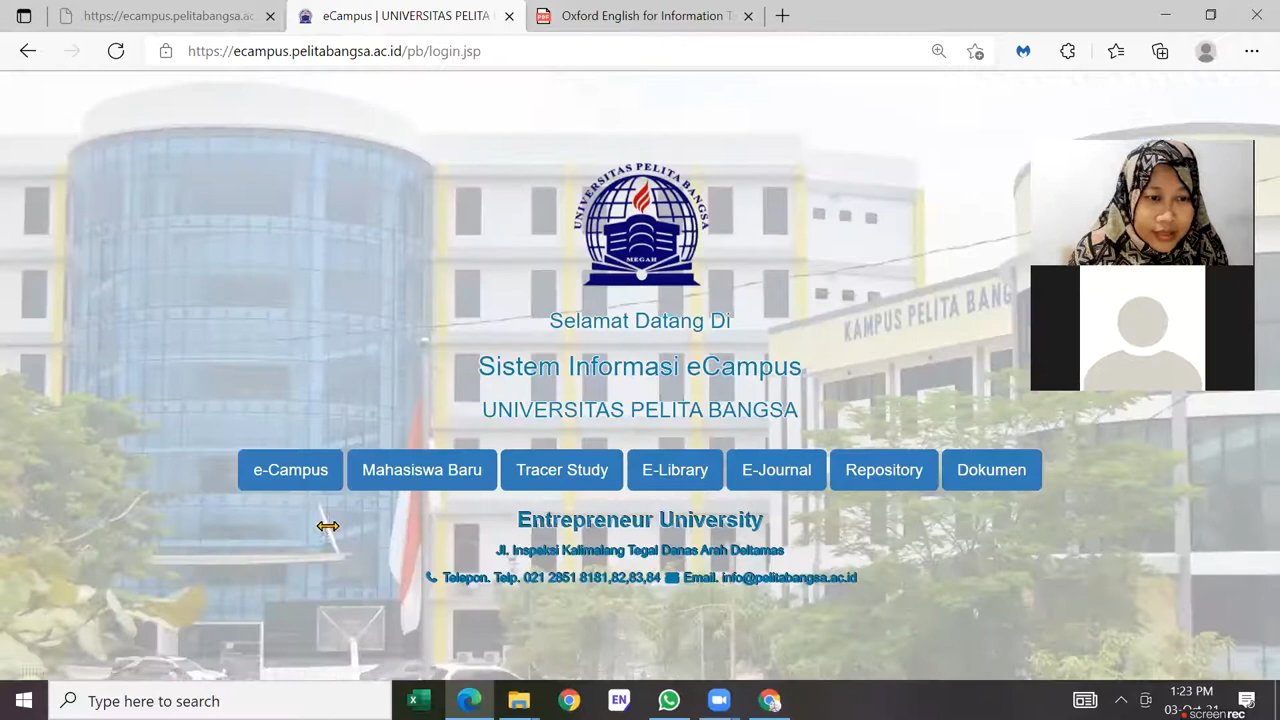 https://ecampus.pelitabangsa.ac
eCampus | UNIVERSITAS PELITA
Oxford English for Information T
https://ecampus.pelitabangsa.ac.id/pb/login.jsp
UNIVERSITAS PELITA BANGSA
MEGAH
KAMPUS PELITA BANG
Selamat Datang Di
Sistem Informasi eCampus
UNIVERSITAS PELITA BANGSA
e-Campus Mahasiswa Baru Tracer Study E-Library E-Journal Repository Dokumen
Entrepreneur University
Jl. Inspeksi Kalimalang Tegal Danas Arah Deltamas
Telepon. Telp. 021 2851 8181,82,83,84 Email. info@pelitabangsa.ac.id
Type here to search
EN
1:23 PM
03-Oct-21
screenrec